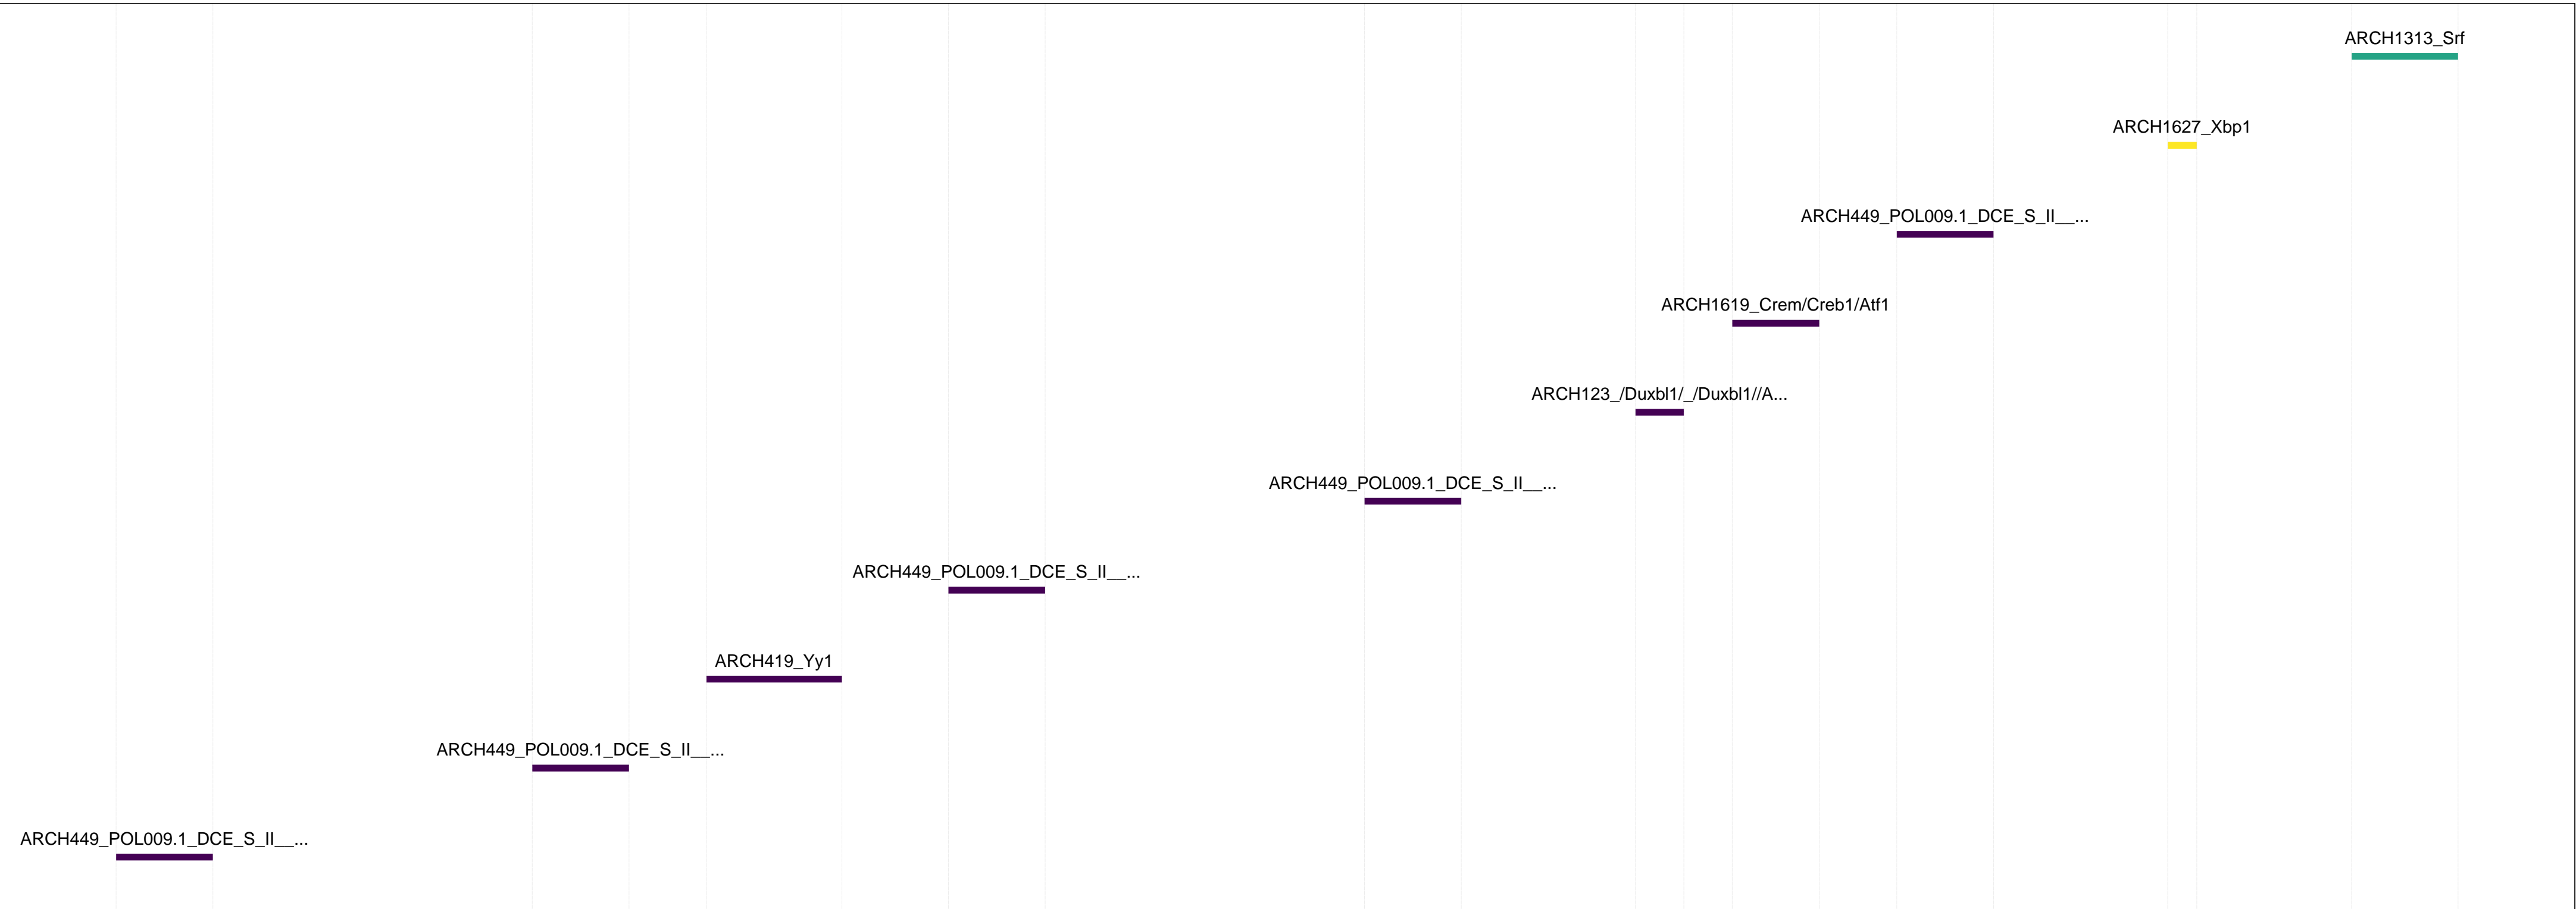 ARCH1313_Srf
ARCH1627_Xbp1
ARCH449_POL009.1_DCE_S_II__...
ARCH1619_Crem/Creb1/Atf1
ARCH123_/Duxbl1/_/Duxbl1//A...
ARCH449_POL009.1_DCE_S_II__...
ARCH449_POL009.1_DCE_S_II__...
ARCH419_Yy1
ARCH449_POL009.1_DCE_S_II__...
ARCH449_POL009.1_DCE_S_II__...